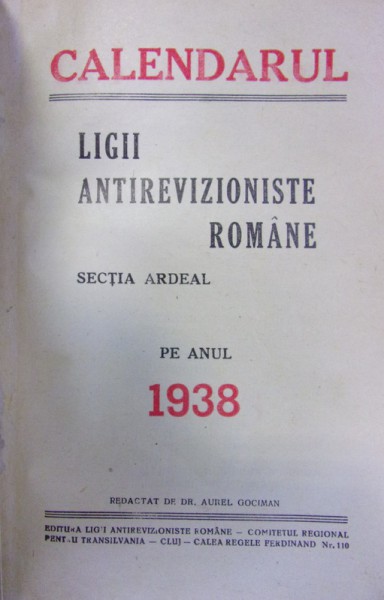 CALENDARUL
LIGII
ANTIREVIZIONISTE
ROMÂNE
SECȚIA ARDEAL
PE ANUL
1938
REDACTAT DE DR. AUREL GOCIMAN
EDITURA LIGII ANTIREVIZIONISTE ROMÂNE — COMITETUL REGIONAL
PENTRU TRANSILVANIA — CLUJ — CALEA REGELE FERDINAND Nr. 110